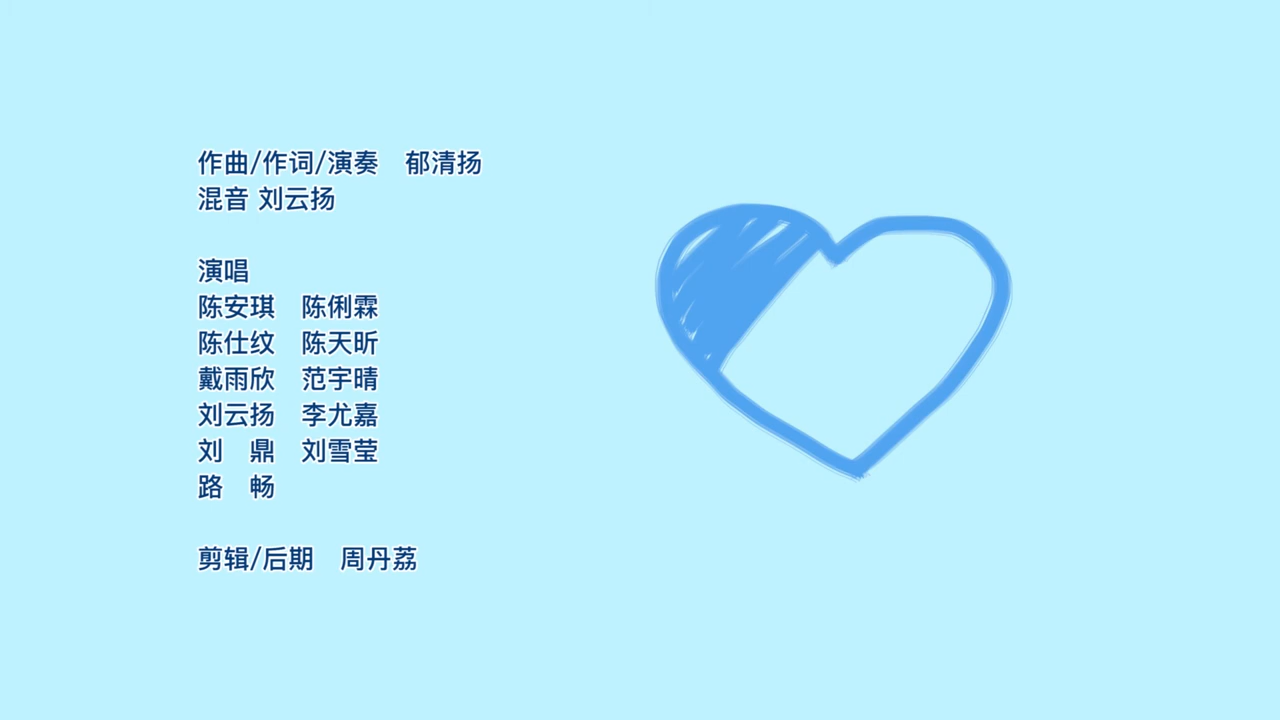 作曲/作词/演奏　郁清扬
混音 刘云扬
演唱
陈安琪　陈俐霖
陈仕纹　陈天昕
戴雨欣　范宇晴
刘云扬　李尤嘉
刘　鼎　刘雪莹
路　畅
剪辑/后期　周丹荔